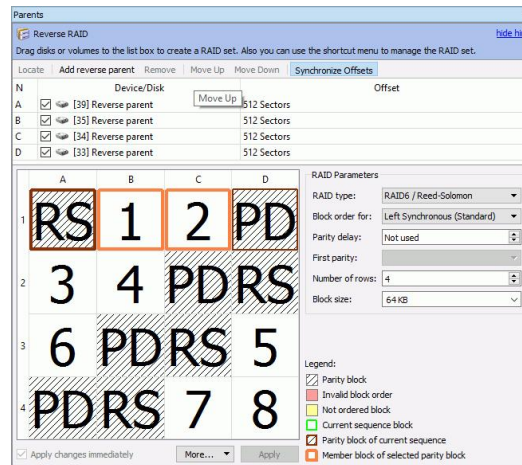 Parents
Reverse RAID
hide hi
Drag disks or volumes to the list box to create a RAID set. Also you can use the shortcut menu to manage the RAID set.
Locate Add reverse parent Remove Move Up Move Down Synchronize Offsets
N Device/Disk Offset
Move Up
A [39] Reverse parent 512 Sectors
B [35] Reverse parent 512 Sectors
C [34] Reverse parent 512 Sectors
D [33] Reverse parent 512 Sectors
A B C D
1 RS 1 2 PD
2 3 4 PD RS
3 6 PD RS 5
4 PD RS 7 8
RAID Parameters
RAID type: RAID6 / Reed-Solomon
Block order for: Left Synchronous (Standard)
Parity delay: Not used
First parity:
Number of rows: 4
Block size: 64 KB
Legend:
Parity block
Invalid block order
Not ordered block
Current sequence block
Parity block of current sequence
Member block of selected parity block
Apply changes immediately More... Apply